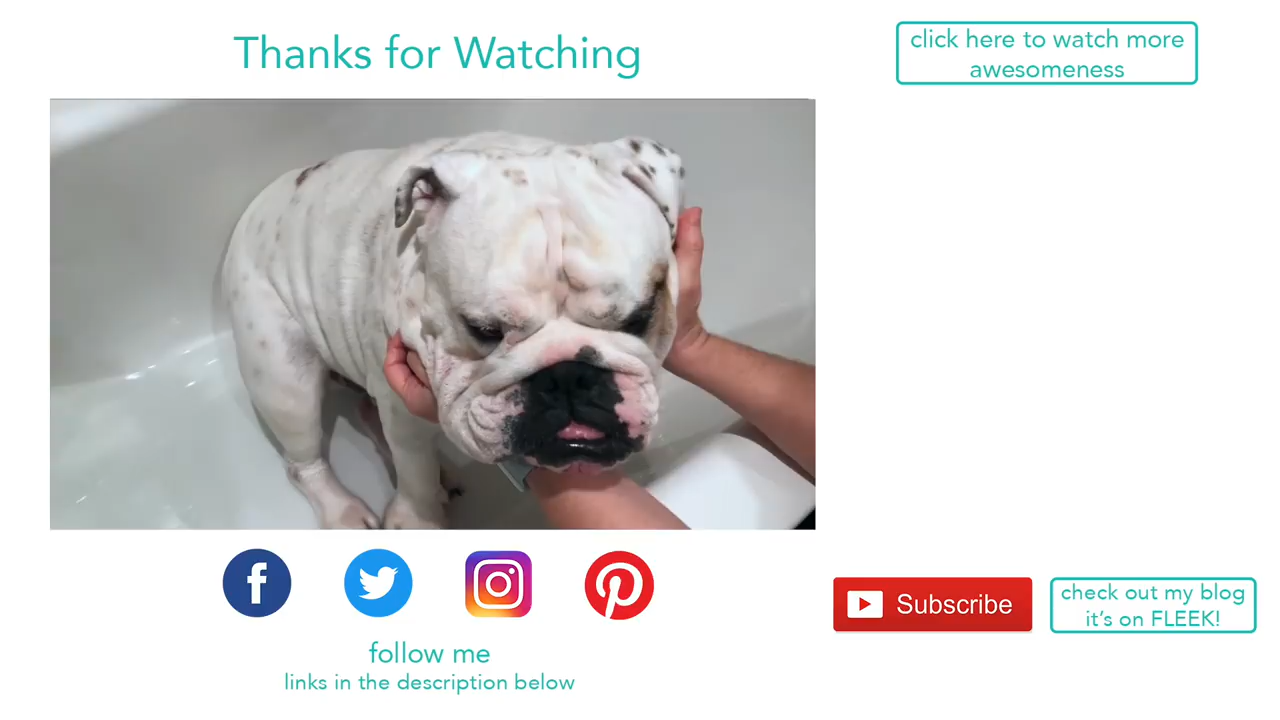 Thanks for Watching
click here to watch more
awesomeness
Subscribe
check out my blog
it's on FLEEK!
follow me
links in the description below